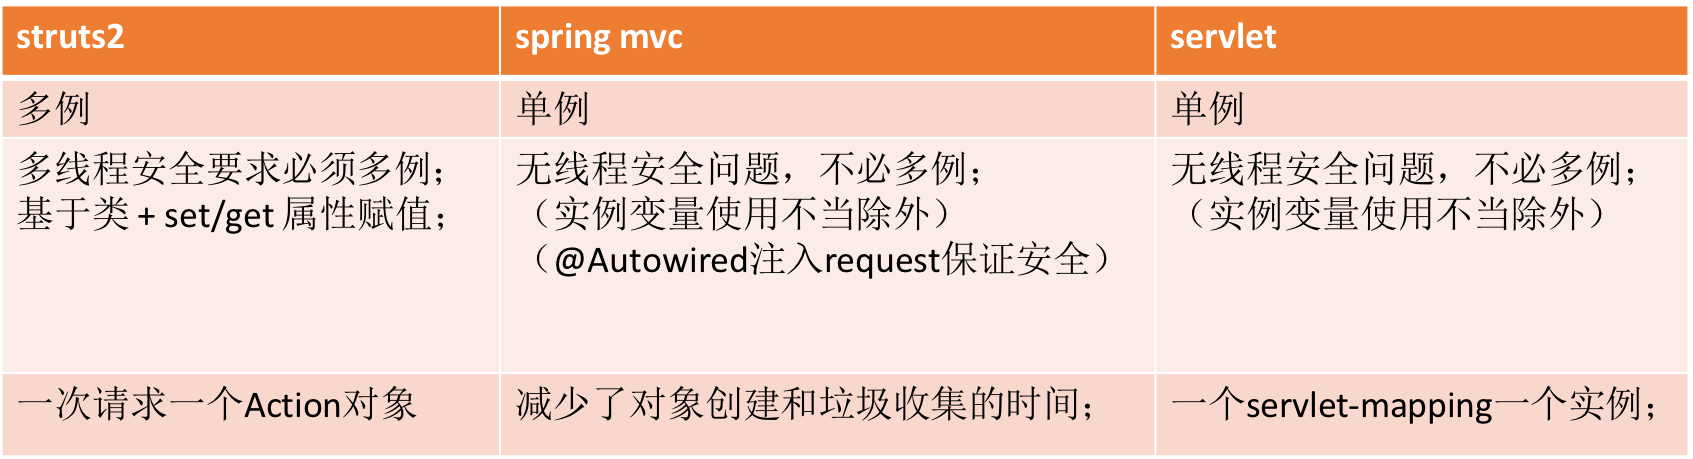 struts2
spring mvc
servlet
多例
单例
单例
多线程安全要求必须多例；
基于类 + set/get 属性赋值；
无线程安全问题，不必多例；
（实例变量使用不当除外）
（@Autowired注入request保证安全）
无线程安全问题，不必多例；
（实例变量使用不当除外）
一次请求一个Action对象
减少了对象创建和垃圾收集的时间；
一个servlet-mapping一个实例；